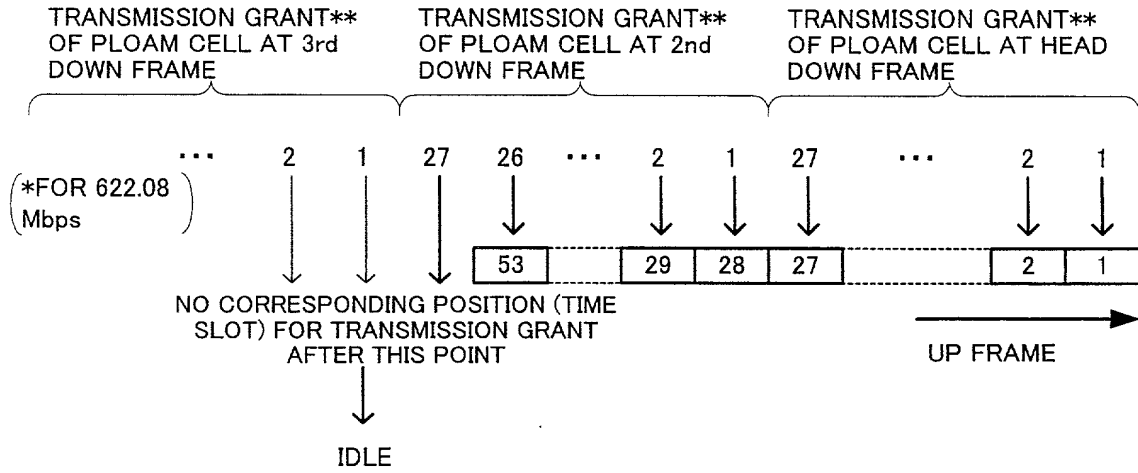 TRANSMISSION GRANT**
OF PLOAM CELL AT 3rd
DOWN FRAME
TRANSMISSION GRANT**
OF PLOAM CELL AT 2nd
DOWN FRAME
TRANSMISSION GRANT**
OF PLOAM CELL AT HEAD
DOWN FRAME
... 2 1 27 26 ... 2 1 27 ... 2 1
(*FOR 622.08
Mbps)
53 29 28 27 2 1
NO CORRESPONDING POSITION (TIME
SLOT) FOR TRANSMISSION GRANT
AFTER THIS POINT
UP FRAME
IDLE